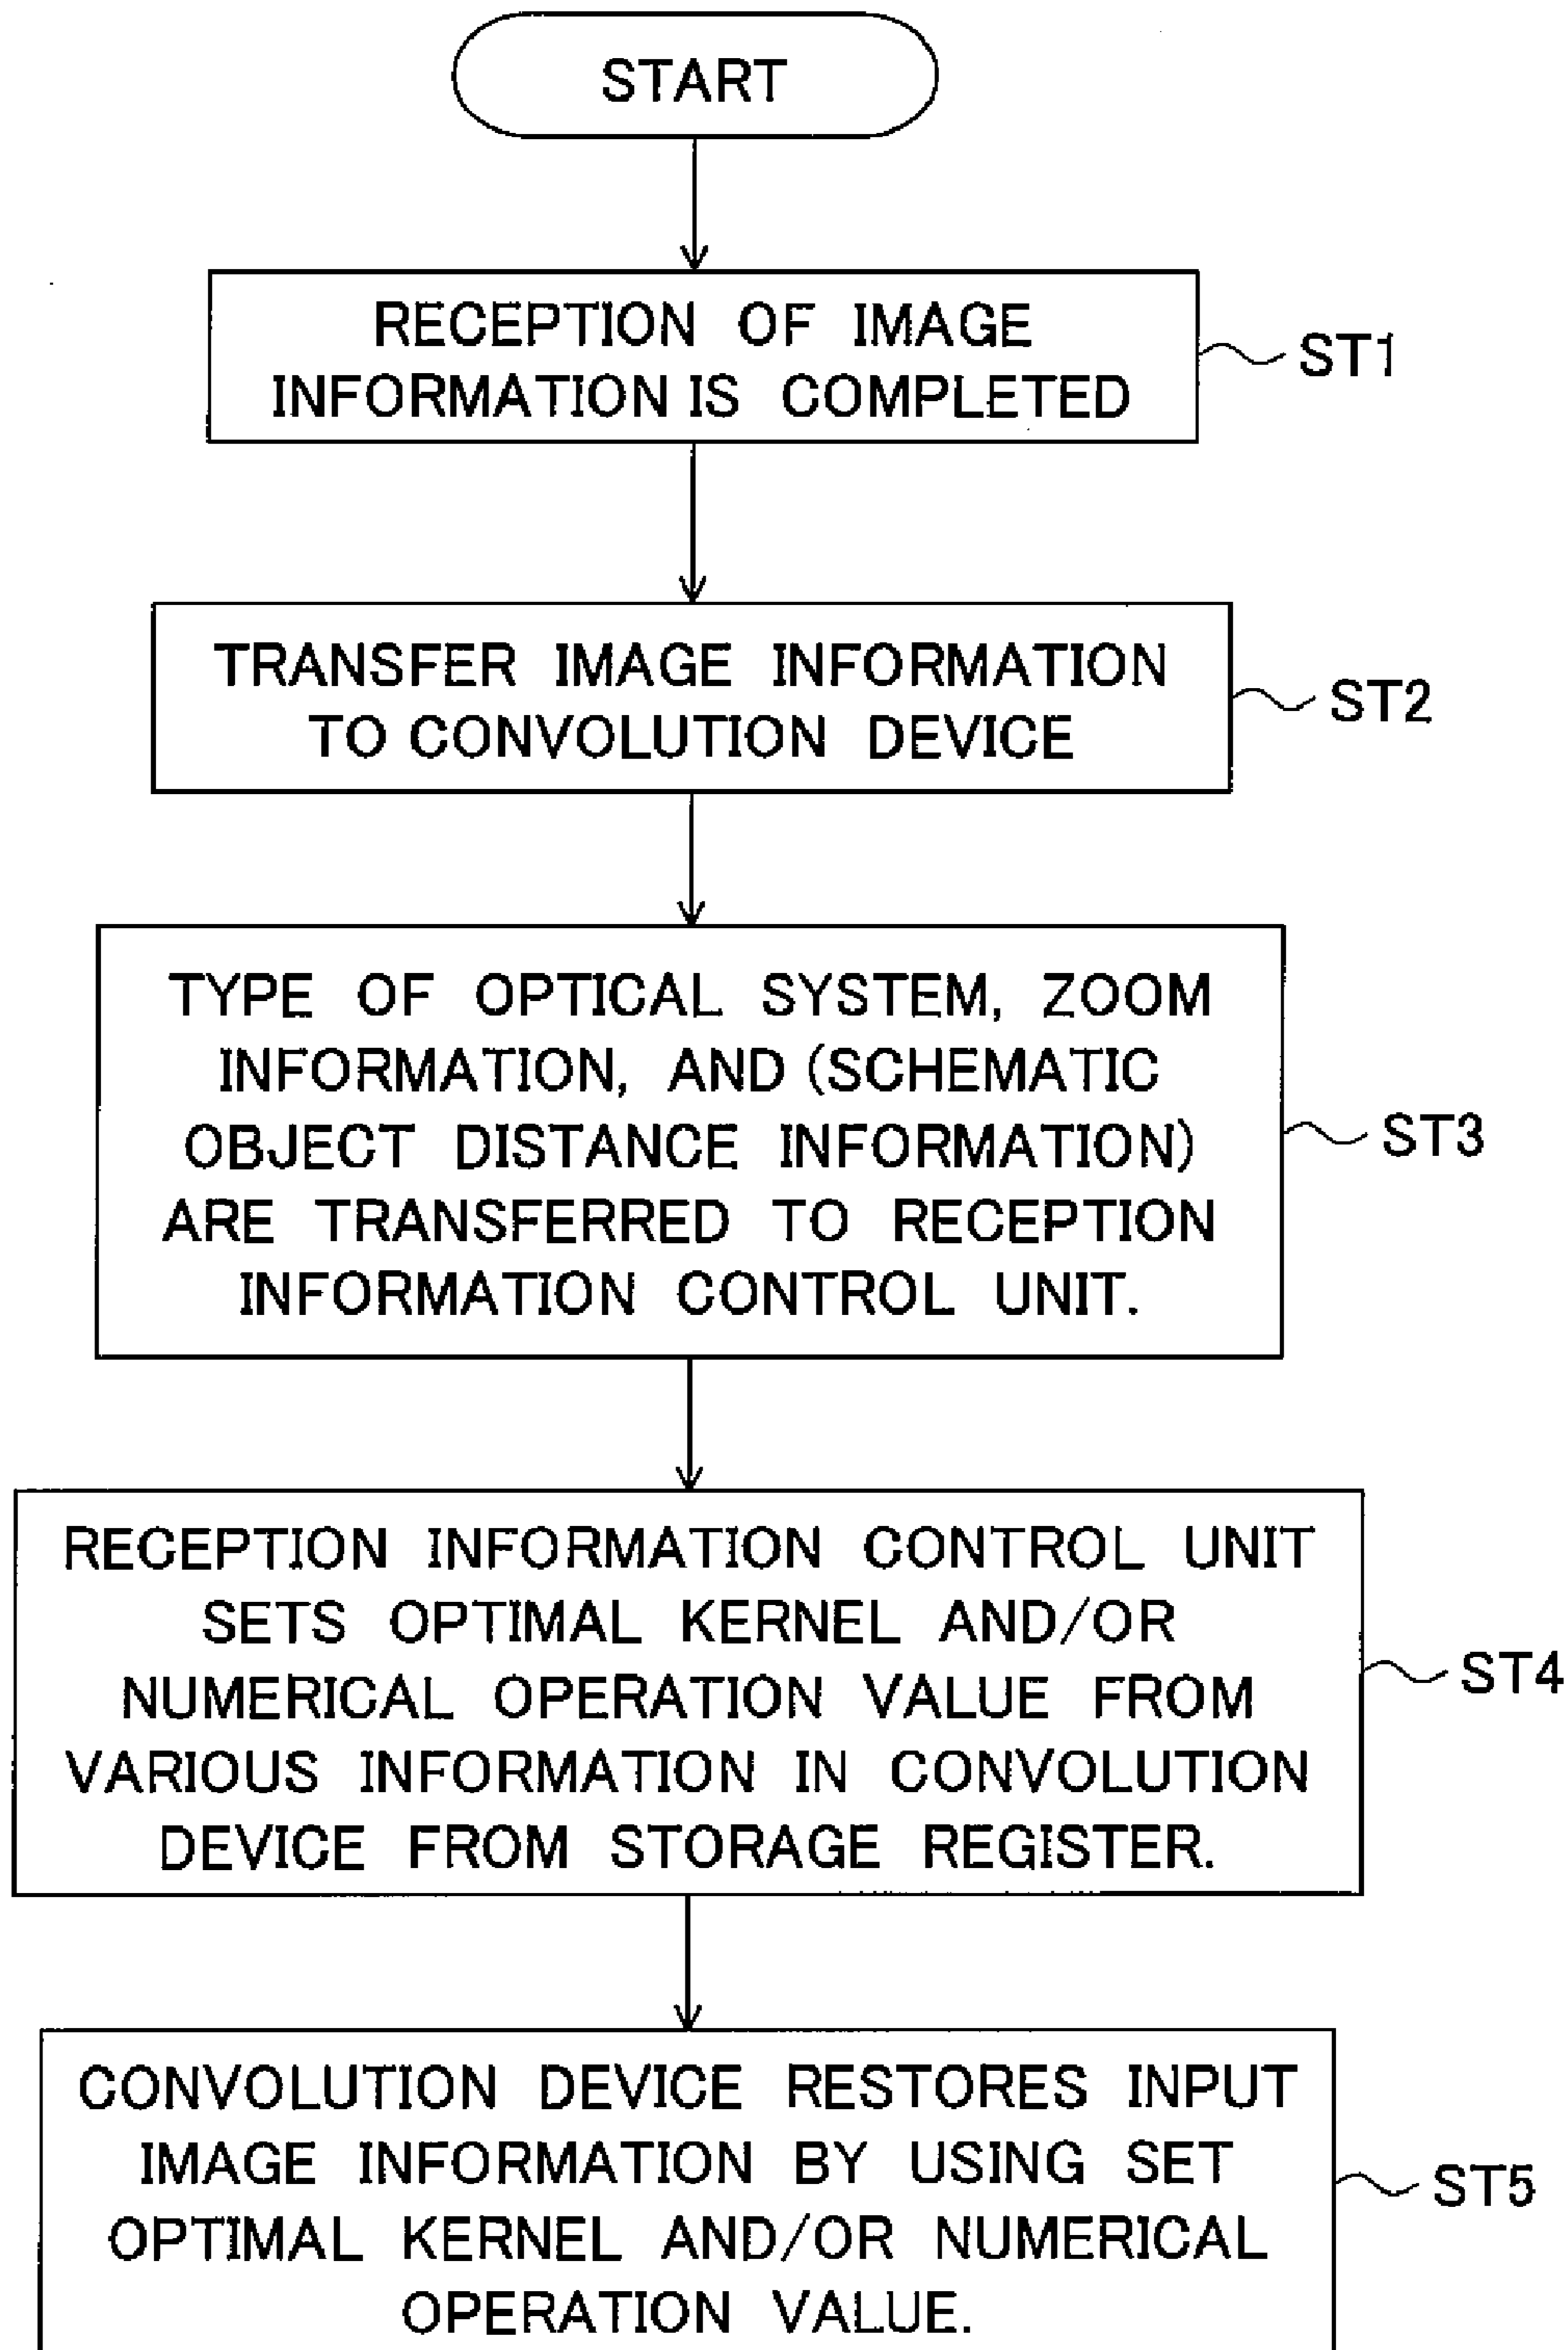 START
RECEPTION OF IMAGE
INFORMATION IS COMPLETED
ST1
TRANSFER IMAGE INFORMATION
TO CONVOLUTION DEVICE
ST2
TYPE OF OPTICAL SYSTEM, ZOOM
INFORMATION, AND (SCHEMATIC
OBJECT DISTANCE INFORMATION)
ARE TRANSFERRED TO RECEPTION
INFORMATION CONTROL UNIT.
ST3
RECEPTION INFORMATION CONTROL UNIT
SETS OPTIMAL KERNEL AND/OR
NUMERICAL OPERATION VALUE FROM
VARIOUS INFORMATION IN CONVOLUTION
DEVICE FROM STORAGE REGISTER.
ST4
CONVOLUTION DEVICE RESTORES INPUT
IMAGE INFORMATION BY USING SET
OPTIMAL KERNEL AND/OR NUMERICAL
OPERATION VALUE.
ST5